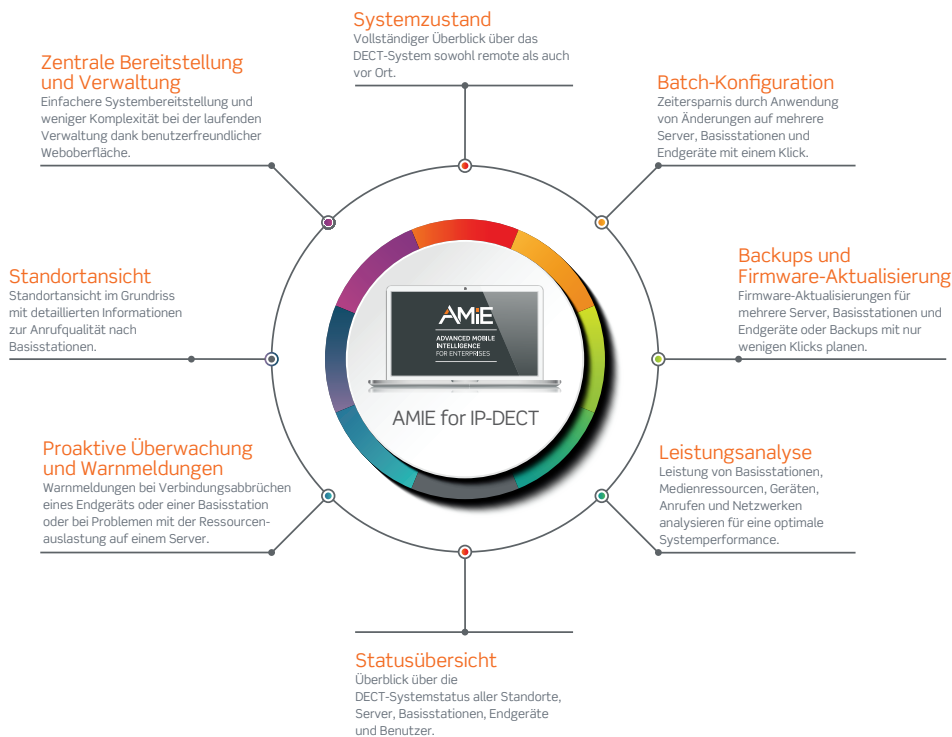 Systemzustand
Vollständiger Überblick über das
DECT-System sowohl remote als auch
vor Ort.
Zentrale Bereitstellung
und Verwaltung
Einfachere Systembereitstellung und
weniger Komplexität bei der laufenden
Verwaltung dank benutzerfreundlicher
Weboberfläche.
Batch-Konfiguration
Zeitersparnis durch Anwendung
von Änderungen auf mehrere
Server, Basisstationen und
Endgeräte mit einem Klick.
Standortansicht
Standortansicht im Grundriss
mit detaillierten Informationen
zur Anrufqualität nach
Basisstationen.
Backups und
Firmware-Aktualisierung
Firmware-Aktualisierungen für
mehrere Server, Basisstationen und
Endgeräte oder Backups mit nur
wenigen Klicks planen.
AMiE
ADVANCED MOBILE
INTELLIGENCE
FOR ENTERPRISES
AMIE for IP-DECT
Proaktive Überwachung
und Warnmeldungen
Warnmeldungen bei Verbindungsabbrüchen
eines Endgeräts oder einer Basisstation
oder bei Problemen mit der Ressourcen-
auslastung auf einem Server.
Leistungsanalyse
Leistung von Basisstationen,
Medienressourcen, Geräten,
Anrufen und Netzwerken
analysieren für eine optimale
Systemperformance.
Statusübersicht
Überblick über die
DECT-Systemstatus aller Standorte,
Server, Basisstationen, Endgeräte
und Benutzer.